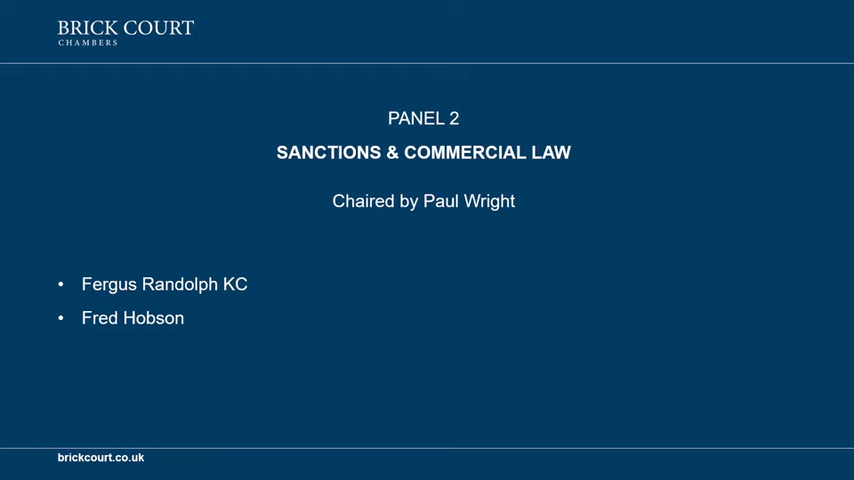 BRICK COURT
CHAMBERS
PANEL 2
SANCTIONS & COMMERCIAL LAW
Chaired by Paul Wright
• Fergus Randolph KC
• Fred Hobson
brickcourt.co.uk